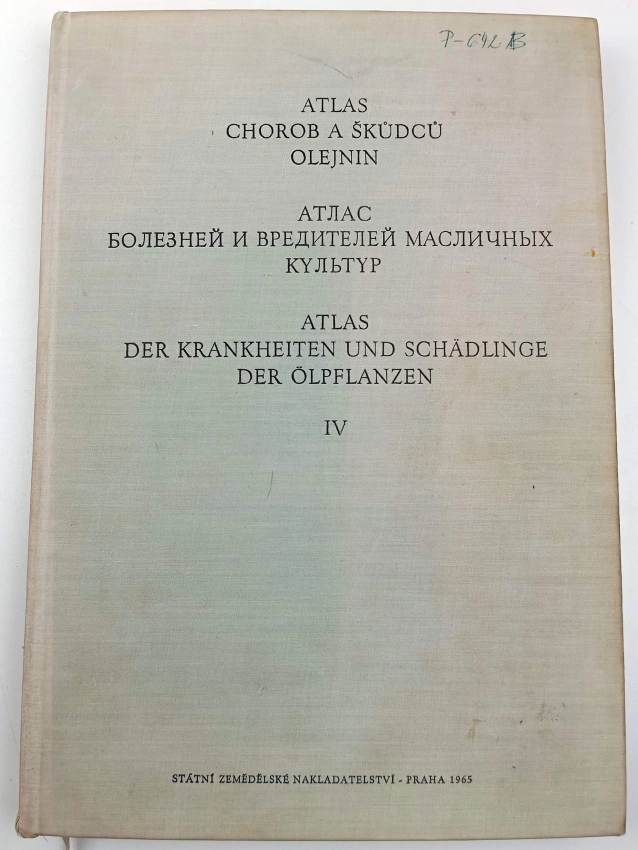 P-642 B
ATLAS
CHOROB A ŠKŮDCŮ
OLEJNIN
АТЛАС
БОЛЕЗНЕЙ И ВРЕДИТЕЛЕЙ МАСЛИЧНЫХ
КУЛЬТУР
ATLAS
DER KRANKHEITEN UND SCHÄDLINGE
DER ÖLPFLANZEN
IV
STÁTNÍ ZEMĚDĚLSKÉ NAKLADATELSTVÍ - PRAHA 1965